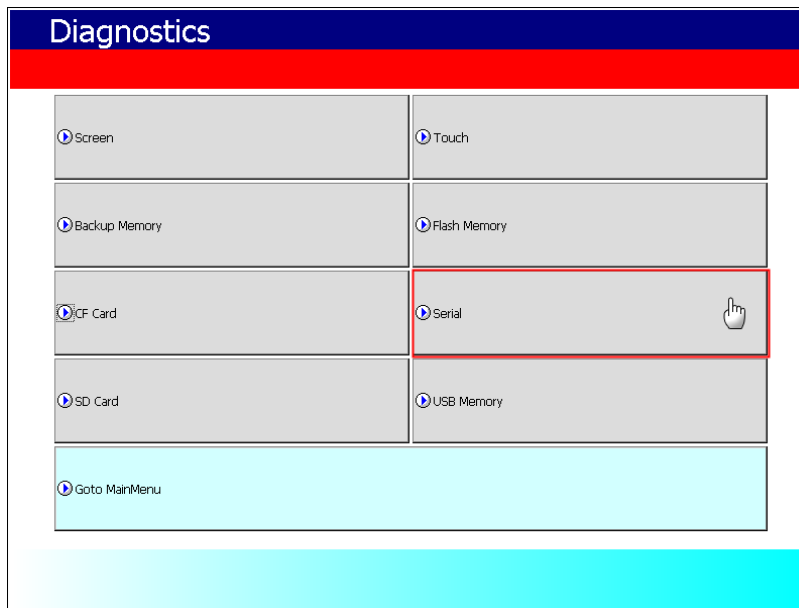 Diagnostics
Screen
Touch
Backup Memory
Flash Memory
CF Card
Serial
SD Card
USB Memory
Goto MainMenu